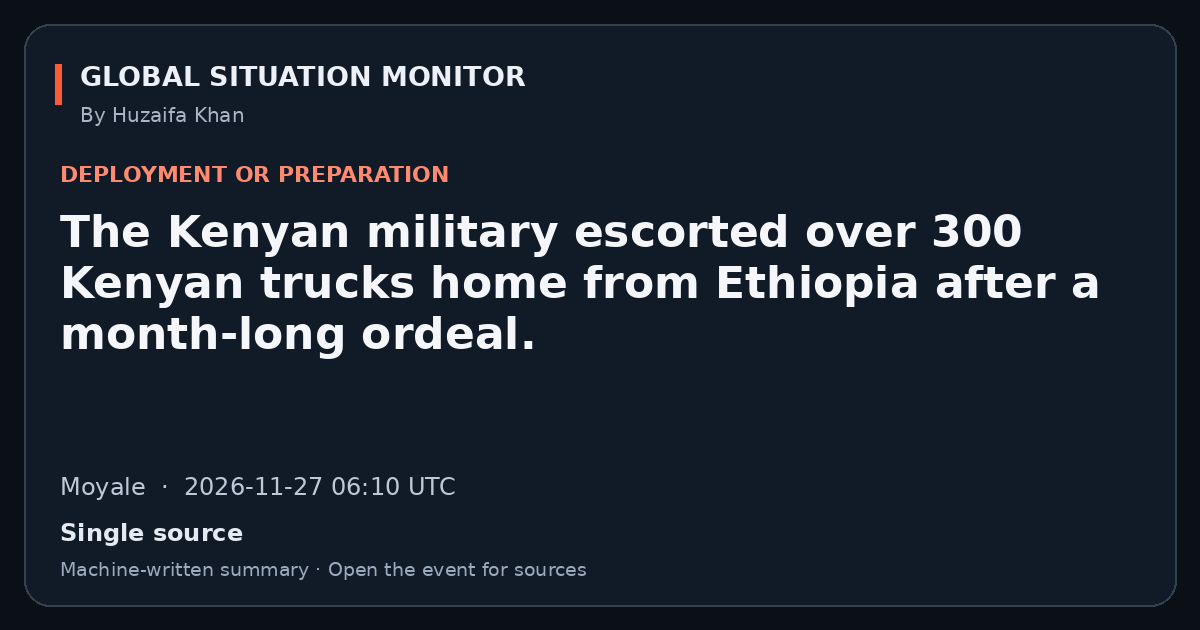 GLOBAL SITUATION MONITOR
By Huzaifa Khan
DEPLOYMENT OR PREPARATION
The Kenyan military escorted over 300
Kenyan trucks home from Ethiopia after a
month-long ordeal.
Moyale · 2026-11-27 06:10 UTC
Single source
Machine-written summary · Open the event for sources